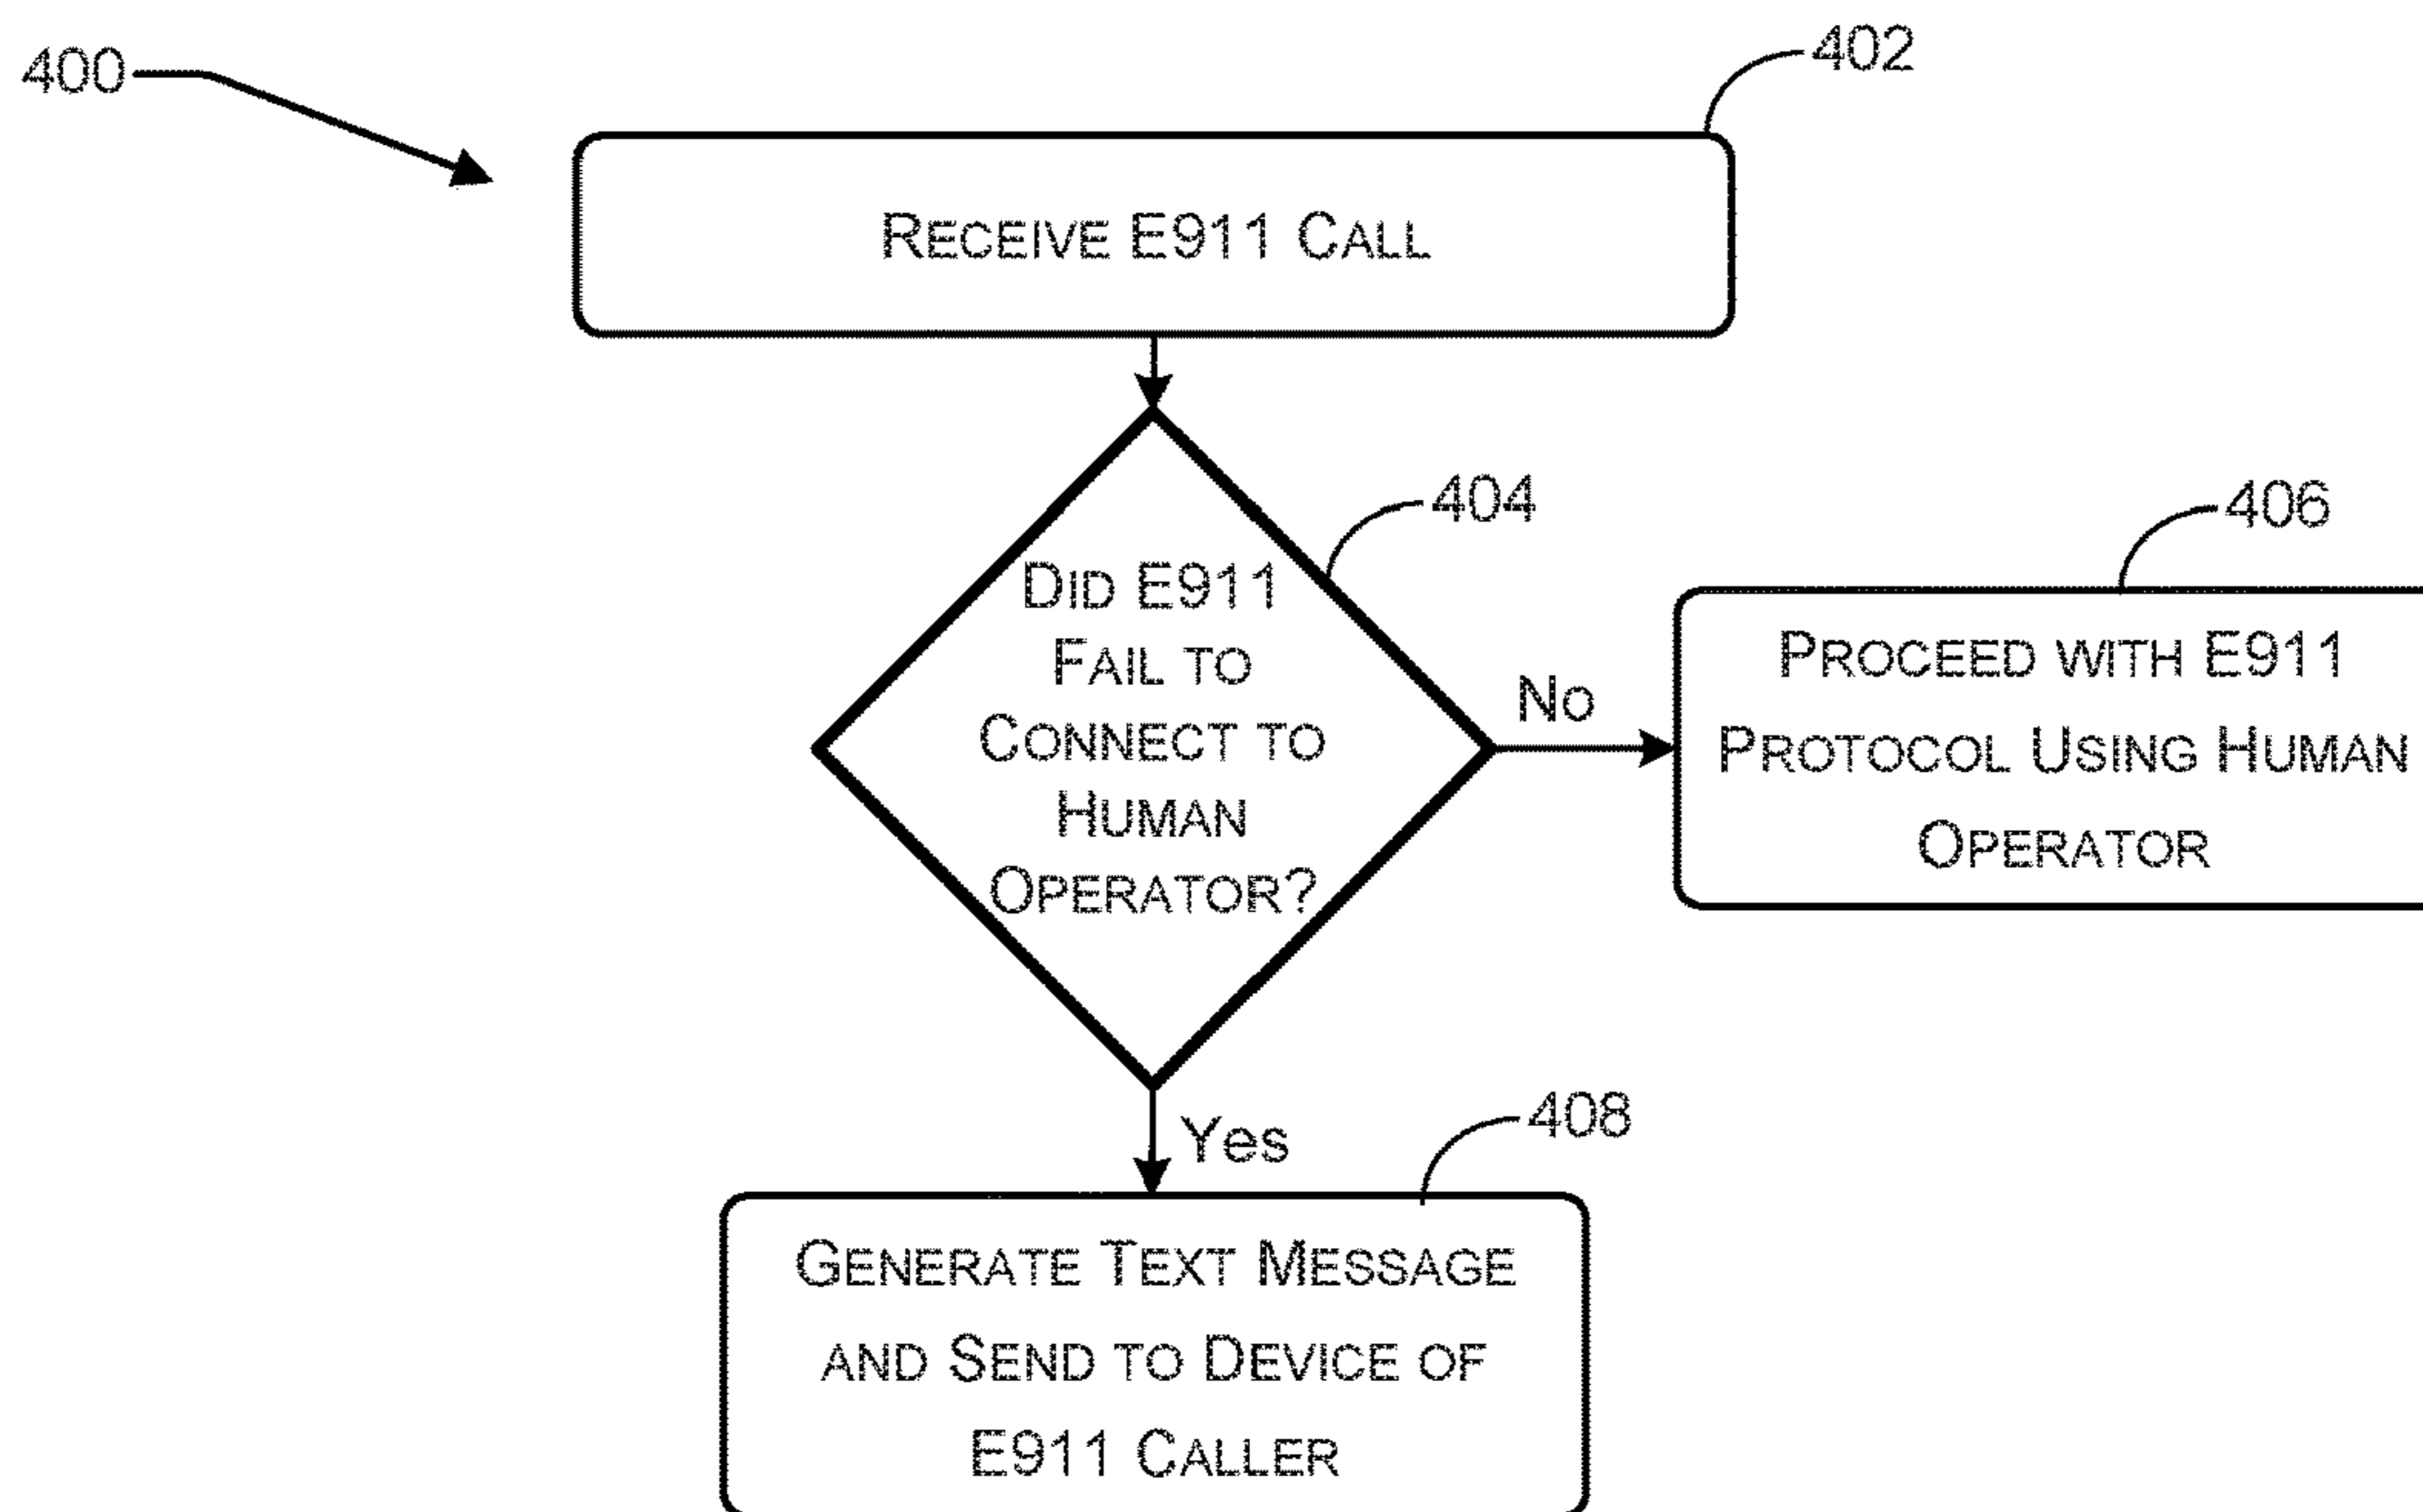 400
402
RECEIVE E911 CALL
404
DID E911
FAIL TO
CONNECT TO
HUMAN
OPERATOR?
No
406
PROCEED WITH E911
PROTOCOL USING HUMAN
OPERATOR
Yes
408
GENERATE TEXT MESSAGE
AND SEND TO DEVICE OF
E911 CALLER